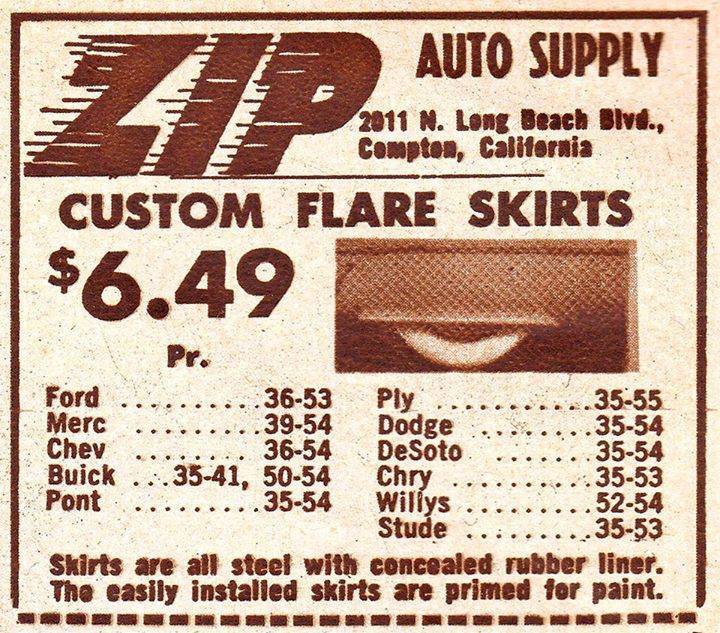 ZIP AUTO SUPPLY
2011 N. Long Beach Blvd.,
Compton, California
CUSTOM FLARE SKIRTS
$6.49
Pr.
Ford ............36-53
Merc ............39-54
Chev ............36-54
Buick ...35-41, 50-54
Pont ............35-54
Ply ..............35-55
Dodge ..........35-54
DeSoto .........35-54
Chry ............35-53
Willys ...........52-54
Stude ...........35-53
Skirts are all steel with concealed rubber liner.
The easily installed skirts are primed for paint.